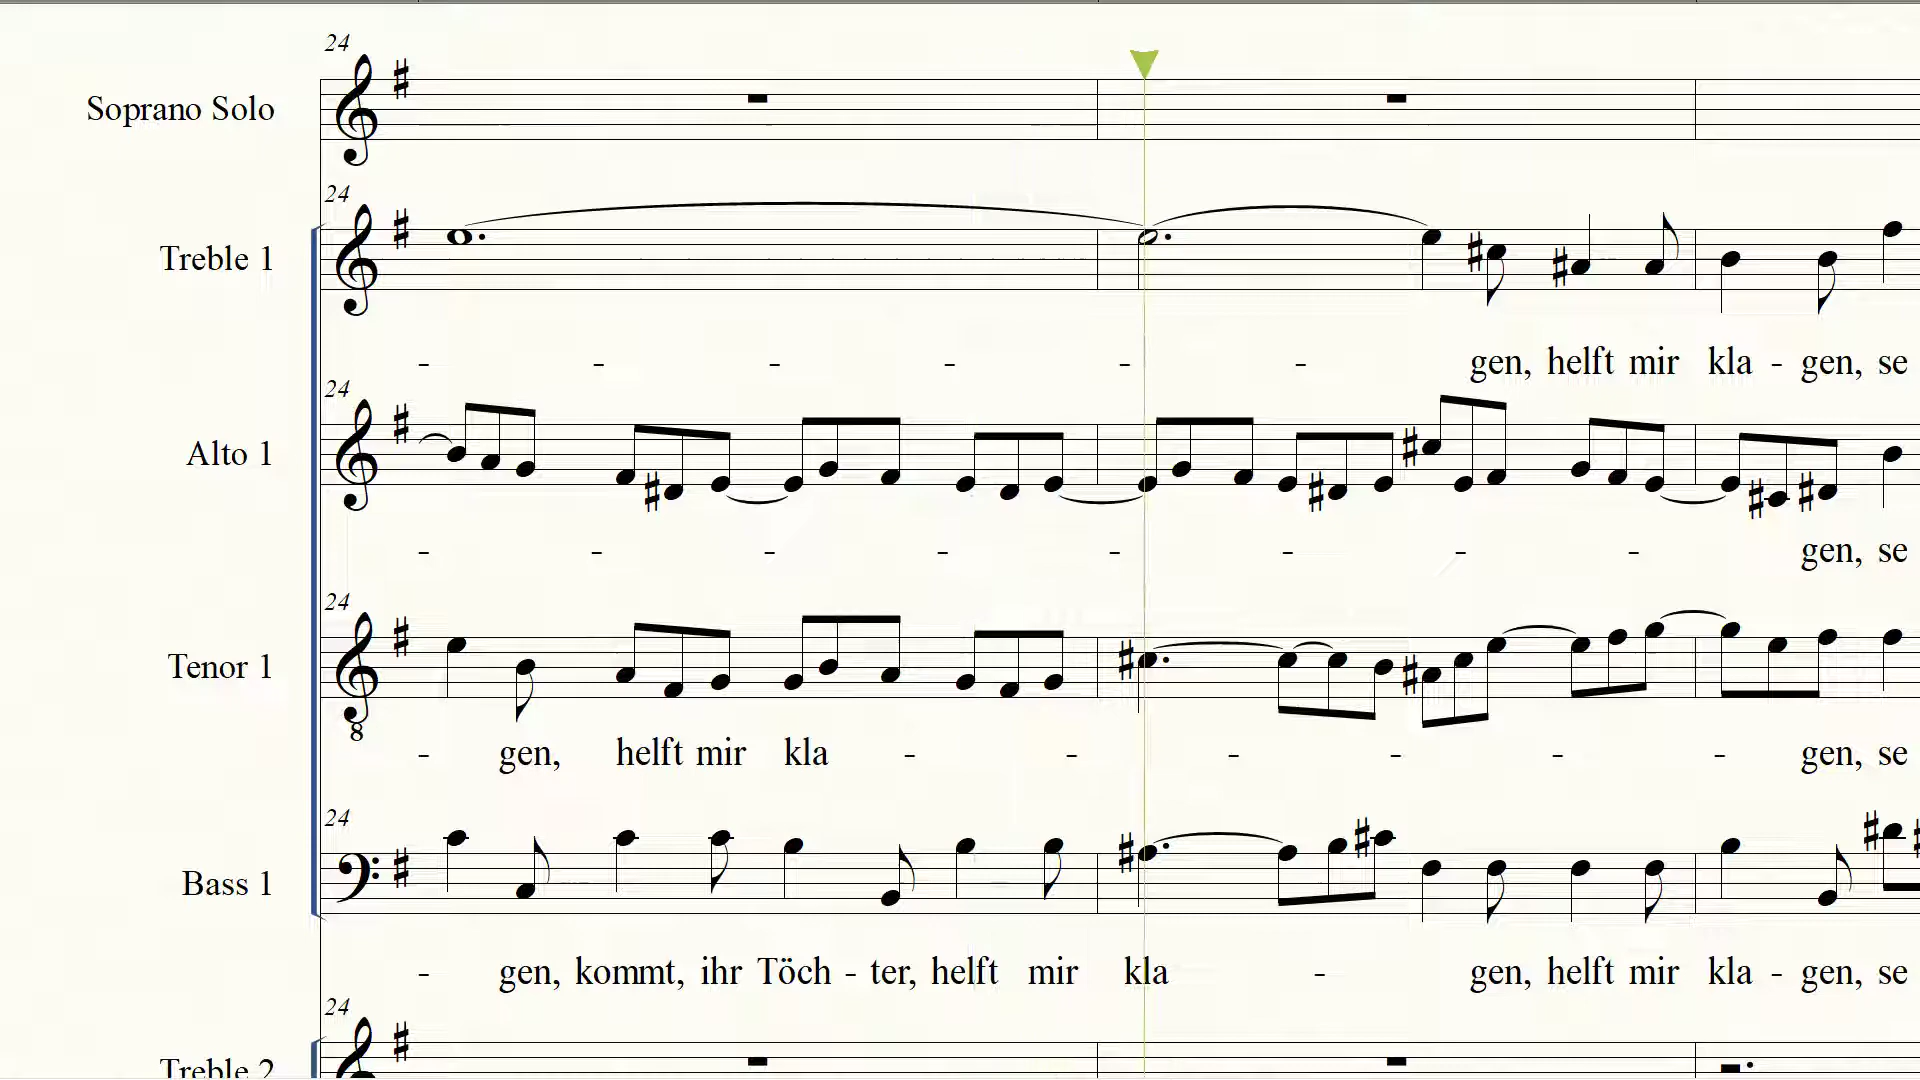 24
Soprano Solo
24
Treble 1
- - - - - - gen, helft mir kla - gen, se
24
Alto 1
- - - - - - - - gen, se
24
Tenor 1
8
- gen, helft mir kla - - - - - - gen, se
24
Bass 1
- gen, kommt, ihr Töch - ter, helft mir kla - gen, helft mir kla - gen, se
24
Treble 2